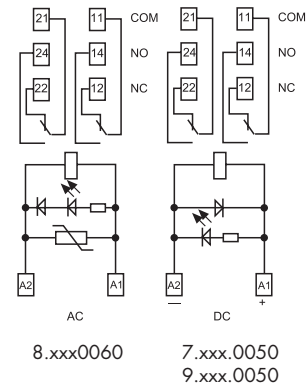 21 11 COM 21 11 COM
24 14 NO 24 14 NO
22 12 NC 22 12 NC
A2 A1 A2 A1
— +
AC DC
8.xxx0060 7.xxx.0050
9.xxx.0050